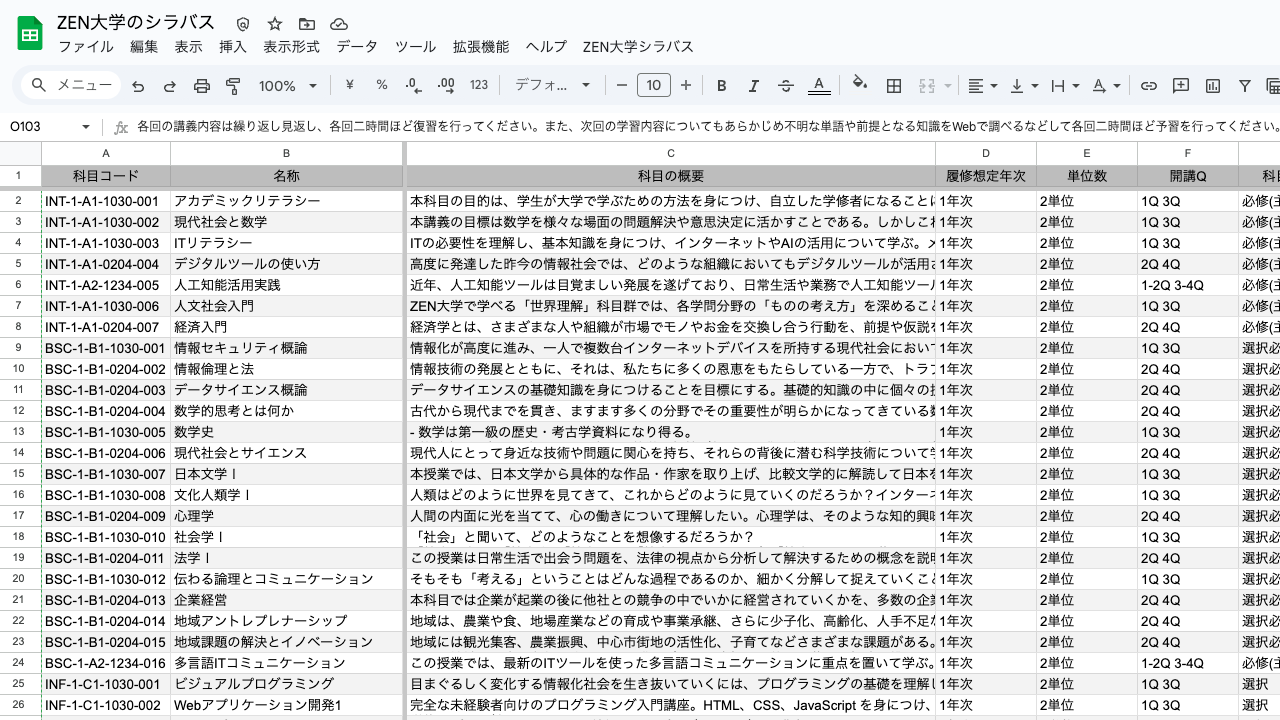 ZEN大学のシラバス
ファイル 編集 表示 挿入 表示形式 データ ツール 拡張機能 ヘルプ ZEN大学シラバス
メニュー 100% ¥ % .0 .00 123 デフォ... 10 B I A
O103 fx 各回の講義内容は繰り返し見返し、各回二時間ほど復習を行ってください。また、次回の学習内容についてもあらかじめ不明な単語や前提となる知識をWebで調べるなどして各回二時間ほど予習を行ってください。
A B C D E F
1 科目コード 名称 科目の概要 履修想定年次 単位数 開講Q 科目
2 INT-1-A1-1030-001 アカデミックリテラシー 本科目の目的は、学生が大学で学ぶための方法を身につけ、自立した学修者になること 1年次 2単位 1Q 3Q 必修(
3 INT-1-A1-1030-002 現代社会と数学 本講義の目標は数学を様々な場面の問題解決や意思決定に活かすことである。しかしこ 1年次 2単位 1Q 3Q 必修(
4 INT-1-A1-1030-003 ITリテラシー ITの必要性を理解し、基本知識を身につけ、インターネットやAIの活用について学ぶ。 1年次 2単位 1Q 3Q 必修(
5 INT-1-A1-0204-004 デジタルツールの使い方 高度に発達した昨今の情報社会では、どのような組織においてもデジタルツールが活用 1年次 2単位 2Q 4Q 必修(
6 INT-1-A2-1234-005 人工知能活用実践 近年、人工知能ツールは目覚ましい発展を遂げており、日常生活や業務で人工知能ツー 1年次 2単位 1-2Q 3-4Q 必修(
7 INT-1-A1-1030-006 人文社会入門 ZEN大学で学べる「世界理解」科目群では、各学問分野の「ものの考え方」を深めるこ 1年次 2単位 1Q 3Q 必修(
8 INT-1-A1-0204-007 経済入門 経済学とは、さまざまな人や組織が市場でモノやお金を交換し合う行動を、前提や仮説 1年次 2単位 2Q 4Q 必修(
9 BSC-1-B1-1030-001 情報セキュリティ概論 情報化が高度に進み、一人で複数台インターネットデバイスを所持する現代社会におい 1年次 2単位 1Q 3Q 選択必
10 BSC-1-B1-0204-002 情報倫理と法 情報技術の発展とともに、それは、私たちに多くの恩恵をもたらしている一方で、トラ 1年次 2単位 2Q 4Q 選択必
11 BSC-1-B1-0204-003 データサイエンス概論 データサイエンスの基礎知識を身につけることを目標にする。基礎的知識の中に個々の 1年次 2単位 2Q 4Q 選択必
12 BSC-1-B1-0204-004 数学的思考とは何か 古代から現代までを貫き、ますます多くの分野でその重要性が明らかになってきている 1年次 2単位 2Q 4Q 選択必
13 BSC-1-B1-1030-005 数学史 - 数学は第一級の歴史・考古学資料になり得る。 1年次 2単位 1Q 3Q 選択必
14 BSC-1-B1-0204-006 現代社会とサイエンス 現代人にとって身近な技術や問題に関心を持ち、それらの背後に潜む科学技術について 1年次 2単位 2Q 4Q 選択必
15 BSC-1-B1-1030-007 日本文学Ⅰ 本授業では、日本文学から具体的な作品・作家を取り上げ、比較文学的に解読して日本 1年次 2単位 1Q 3Q 選択必
16 BSC-1-B1-1030-008 文化人類学Ⅰ 人類はどのように世界を見てきて、これからどのように見ていくのだろうか？インター 1年次 2単位 1Q 3Q 選択必
17 BSC-1-B1-0204-009 心理学 人間の内面に光を当てて、心の働きについて理解したい。心理学は、そのような知的興 1年次 2単位 2Q 4Q 選択必
18 BSC-1-B1-1030-010 社会学Ⅰ 「社会」と聞いて、どのようなことを想像するだろうか？ 1年次 2単位 1Q 3Q 選択必
19 BSC-1-B1-0204-011 法学Ⅰ この授業は日常生活で出会う問題を、法律の視点から分析して解決するための概念を説 1年次 2単位 2Q 4Q 選択必
20 BSC-1-B1-1030-012 伝わる論理とコミュニケーション そもそも「考える」ということはどんな過程であるのか、細かく分解して捉えていくこ 1年次 2単位 1Q 3Q 選択必
21 BSC-1-B1-0204-013 企業経営 本科目では企業が起業の後に他社との競争の中でいかに経営されていくかを、多数の企 1年次 2単位 2Q 4Q 選択必
22 BSC-1-B1-0204-014 地域アントレプレナーシップ 地域は、農業や食、地場産業などの育成や事業承継、さらに少子化、高齢化、人手不足 1年次 2単位 2Q 4Q 選択必
23 BSC-1-B1-0204-015 地域課題の解決とイノベーション 地域には観光集客、農業振興、中心市街地の活性化、子育てなどさまざまな課題がある。 1年次 2単位 2Q 4Q 選択必
24 BSC-1-A2-1234-016 多言語ITコミュニケーション この授業では、最新のITツールを使った多言語コミュニケーションに重点を置いて学ぶ。 1年次 2単位 1-2Q 3-4Q 必修(
25 INF-1-C1-1030-001 ビジュアルプログラミング 目まぐるしく変化する情報化社会を生き抜いていくには、プログラミングの基礎を理解し 1年次 2単位 1Q 3Q 選択
26 INF-1-C1-1030-002 Webアプリケーション開発1 完全な未経験者向けのプログラミング入門講座。HTML、CSS、JavaScript を身につけ、 1年次 2単位 1Q 3Q 選択